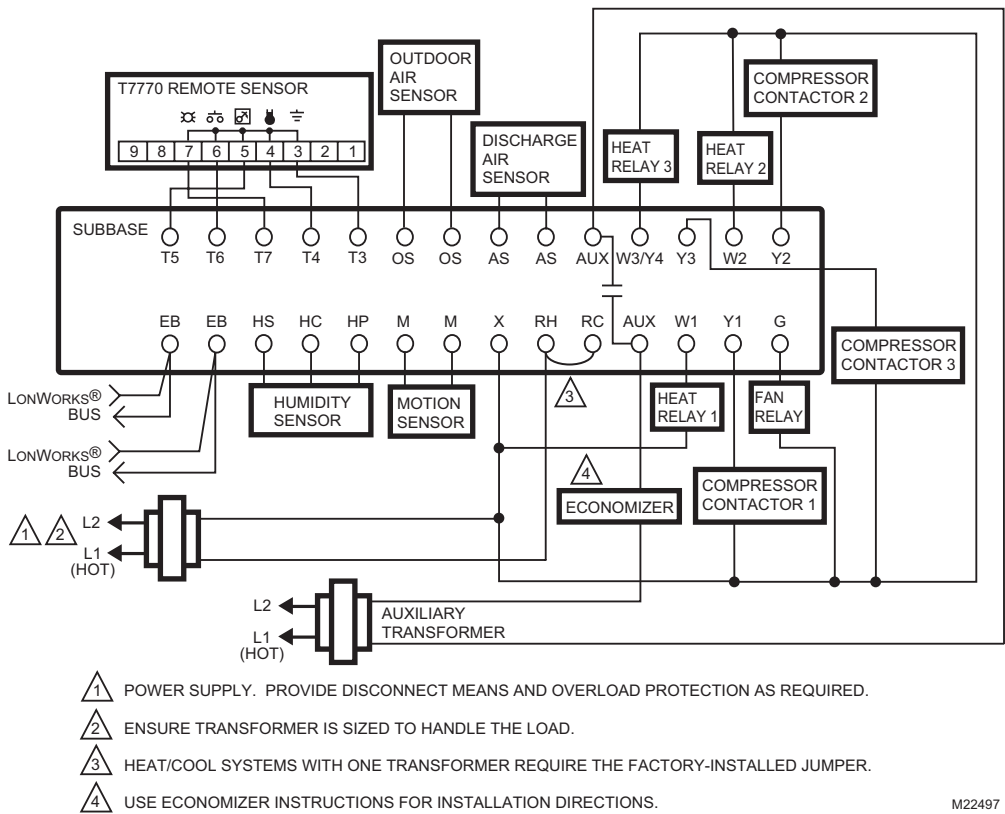 T7770 REMOTE SENSOR
9 8 7 6 5 4 3 2 1
OUTDOOR
AIR
SENSOR
DISCHARGE
AIR
SENSOR
HEAT
RELAY 3
HEAT
RELAY 2
COMPRESSOR
CONTACTOR 2
SUBBASE
T5 T6 T7 T4 T3 OS OS AS AS AUX W3/Y4 Y3 W2 Y2
EB EB HS HC HP M M X RH RC AUX W1 Y1 G
COMPRESSOR
CONTACTOR 3
LONWORKS®
BUS
LONWORKS®
BUS
HUMIDITY
SENSOR
MOTION
SENSOR
3
HEAT
RELAY 1
FAN
RELAY
4
ECONOMIZER
COMPRESSOR
CONTACTOR 1
1 2
L2
L1
(HOT)
L2
L1
(HOT)
AUXILIARY
TRANSFORMER
1 POWER SUPPLY. PROVIDE DISCONNECT MEANS AND OVERLOAD PROTECTION AS REQUIRED.
2 ENSURE TRANSFORMER IS SIZED TO HANDLE THE LOAD.
3 HEAT/COOL SYSTEMS WITH ONE TRANSFORMER REQUIRE THE FACTORY-INSTALLED JUMPER.
4 USE ECONOMIZER INSTRUCTIONS FOR INSTALLATION DIRECTIONS.
M22497